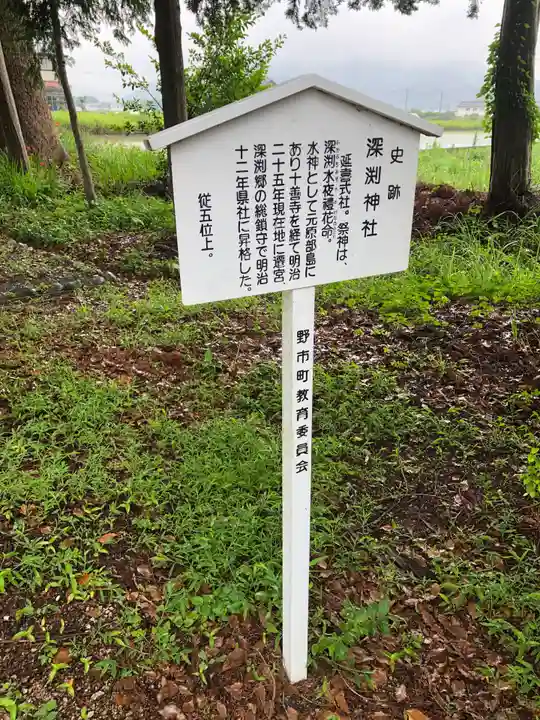 史跡
深渊神社
延喜式社。祭神は、
深渊水夜禮花命。
水神として元原部島に
あり十善寺を経て明治
二十五年現在地に遷宮、
深渊郷の総鎮守で明治
十二年県社に昇格した。
従五位上。
野市町教育委員会